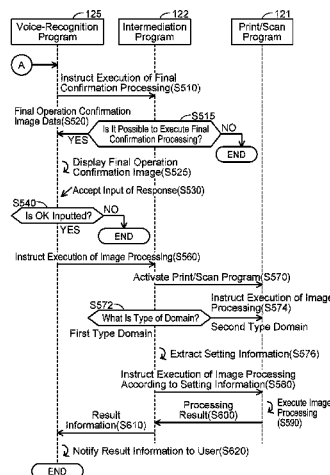 125
Voice-Recognition
Program
122
Intermediation
Program
121
Print/Scan
Program
A
Instruct Execution of Final
Confirmation Processing(S510)
Final Operation Confirmation
Image Data(S520)
S515
Is It Possible to Execute Final
Confirmation Processing?
YES
NO
END
Display Final Operation
Confirmation Image(S525)
Accept Input of Response(S530)
S540
Is OK Inputted?
NO
YES
END
Instruct Execution of Image Processing(S560)
Activate Print/Scan Program(S570)
Instruct Execution of Image
Processing(S574)
S572
What Is Type of Domain?
First Type Domain
Second Type Domain
Extract Setting Information(S576)
Instruct Execution of Image Processing
According to Setting Information(S580)
Execute Image
Processing
(S590)
Processing
Result(S600)
Result
Information(S610)
Notify Result Information to User(S620)
END